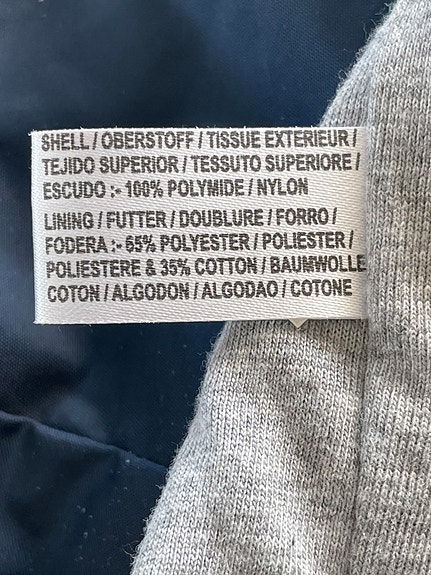 SHELL / OBERSTOFF / TISSUE EXTERIEUR /
TEJIDO SUPERIOR / TESSUTO SUPERIORE /
ESCUDO :- 100% POLYMIDE / NYLON
LINING / FUTTER / DOUBLURE / FORRO /
FODERA :- 65% POLYESTER / POLIESTER /
POLIESTERE & 35% COTTON / BAUMWOLLE
COTON / ALGODON / ALGODAO / COTONE